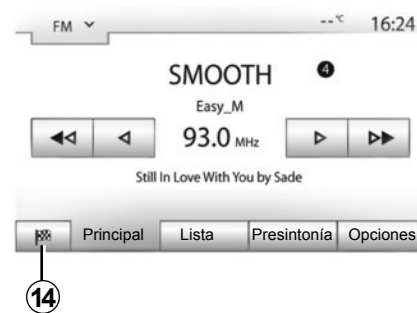 FM --°C 16:24
SMOOTH 4
Easy_M
93.0 MHz
Still In Love With You by Sade
Principal Lista Presintonía Opciones
14